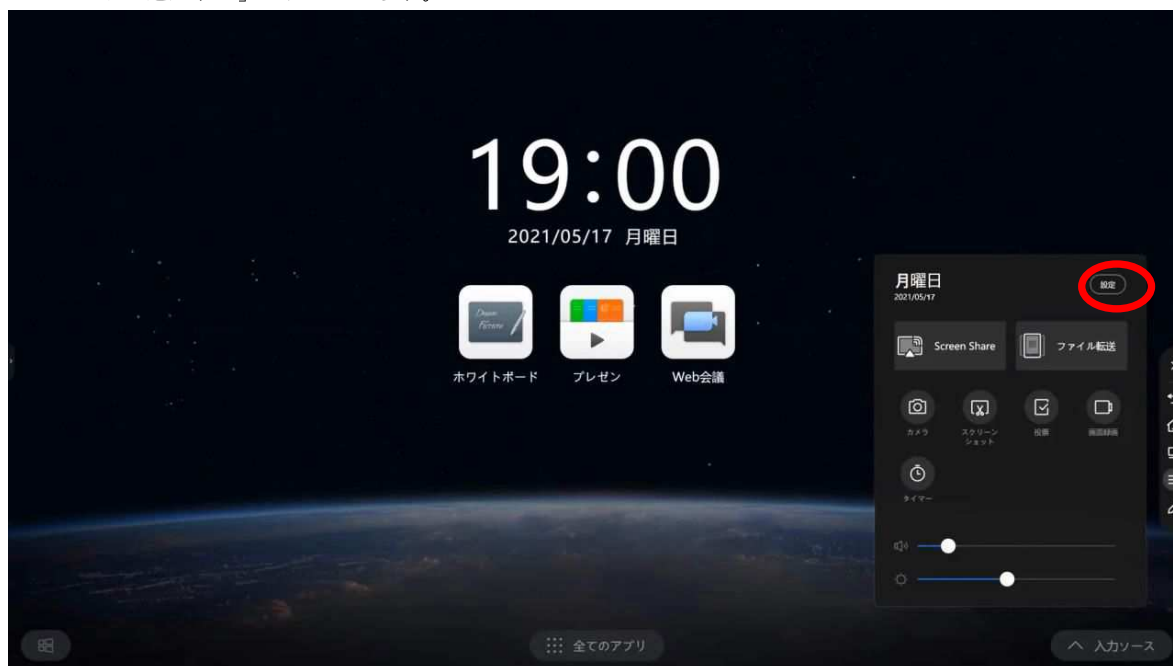 19:00
2021/05/17 月曜日
ホワイトボード
プレゼン
Web会議
月曜日
2021/05/17
設定
Screen Share
ファイル転送
カメラ
スクリーン
ショット
投票
画面録画
タイマー
全てのアプリ
入力ソース